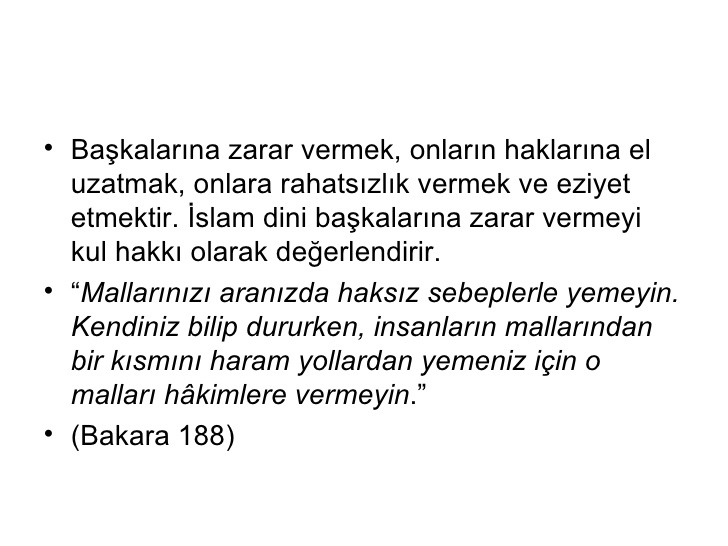 • Başkalarına zarar vermek, onların haklarına el
uzatmak, onlara rahatsızlık vermek ve eziyet
etmektir. İslam dini başkalarına zarar vermeyi
kul hakkı olarak değerlendirir.
• “Mallarınızı aranızda haksız sebeplerle yemeyin.
Kendiniz bilip dururken, insanların mallarından
bir kısmını haram yollardan yemeniz için o
malları hâkimlere vermeyin.”
• (Bakara 188)